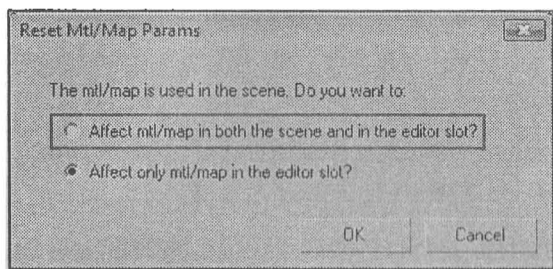 Reset Mtl/Map Params
The mtl/map is used in the scene. Do you want to:
Affect mtl/map in both the scene and in the editor slot?
Affect only mtl/map in the editor slot?
OK
Cancel